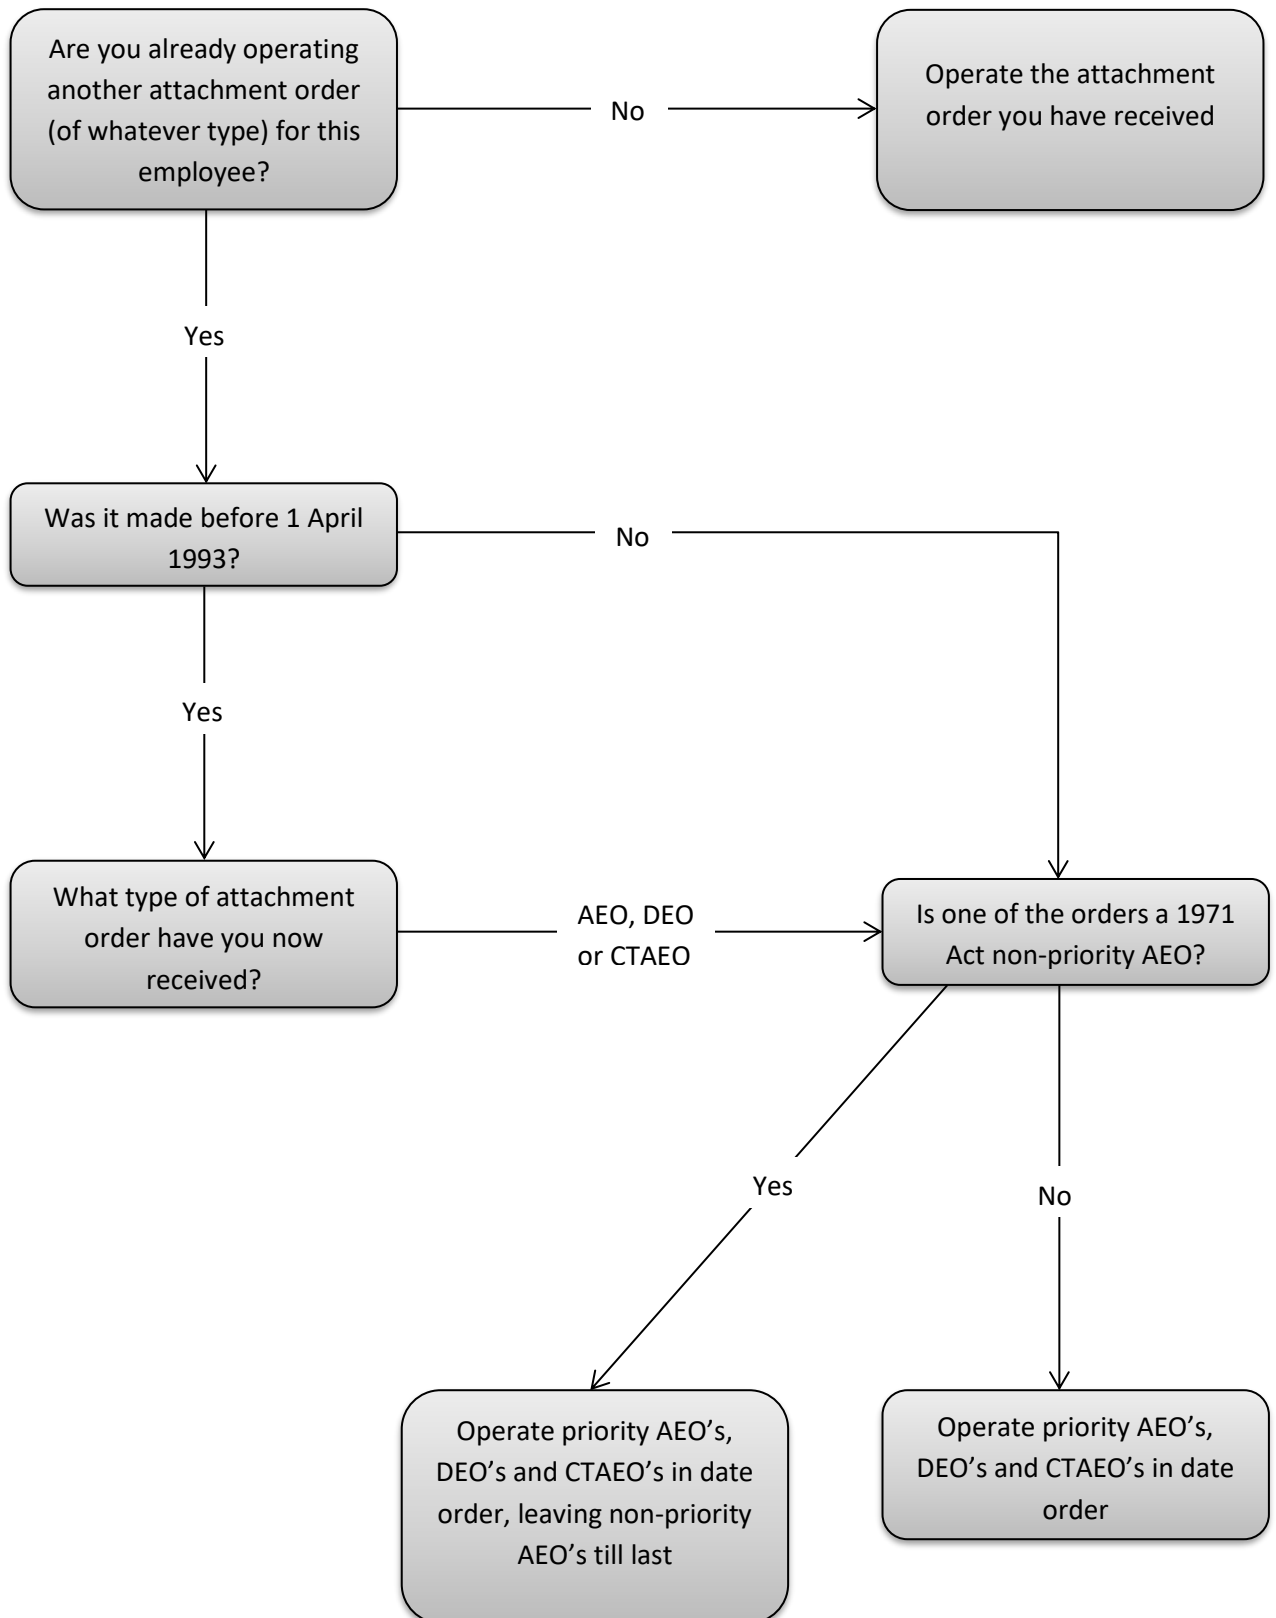 Are you already operating
another attachment order
(of whatever type) for this
employee?
No
Operate the attachment
order you have received
Yes
Was it made before 1 April
1993?
No
Yes
What type of attachment
order have you now
received?
AEO, DEO
or CTAEO
Is one of the orders a 1971
Act non-priority AEO?
Yes
No
Operate priority AEO’s,
DEO’s and CTAEO’s in date
order, leaving non-priority
AEO’s till last
Operate priority AEO’s,
DEO’s and CTAEO’s in date
order